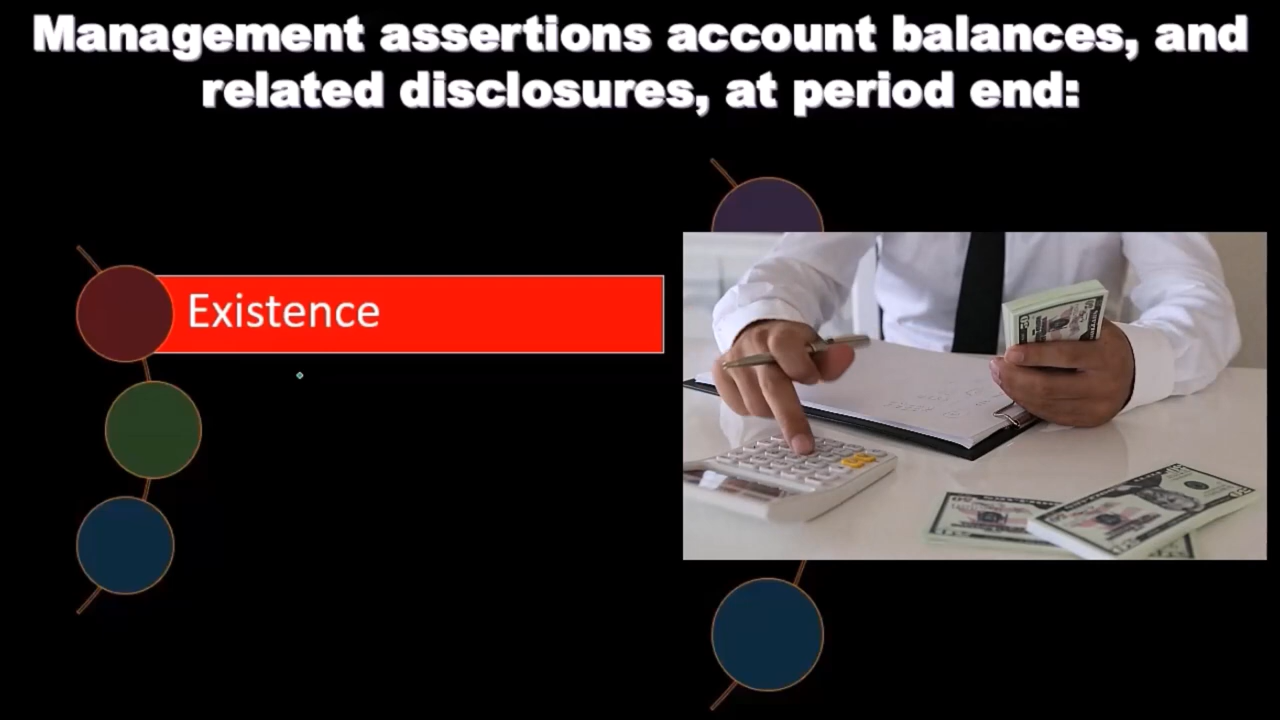 Management assertions account balances, and
related disclosures, at period end:
Existence